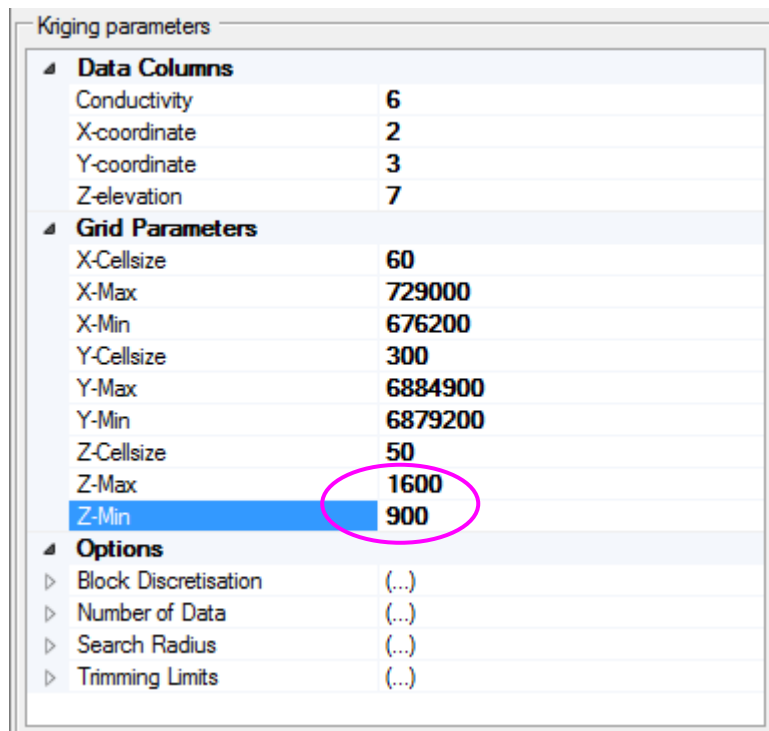 Kriging parameters
Data Columns
Conductivity 6
X-coordinate 2
Y-coordinate 3
Z-elevation 7
Grid Parameters
X-Cellsize 60
X-Max 729000
X-Min 676200
Y-Cellsize 300
Y-Max 6884900
Y-Min 6879200
Z-Cellsize 50
Z-Max 1600
Z-Min 900
Options
Block Discretisation (...)
Number of Data (...)
Search Radius (...)
Trimming Limits (...)